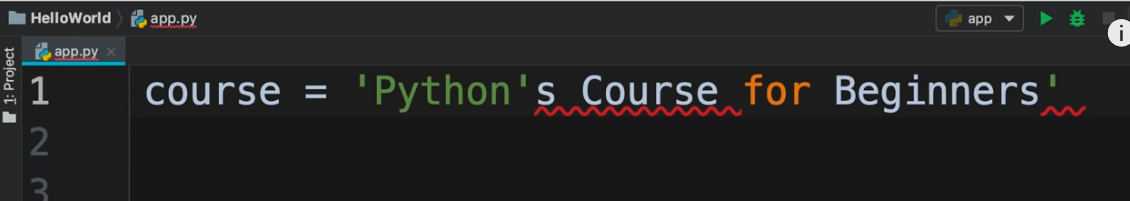 HelloWorld app.py app
app.py
1: Project
1 course = 'Python's Course for Beginners'
2
3